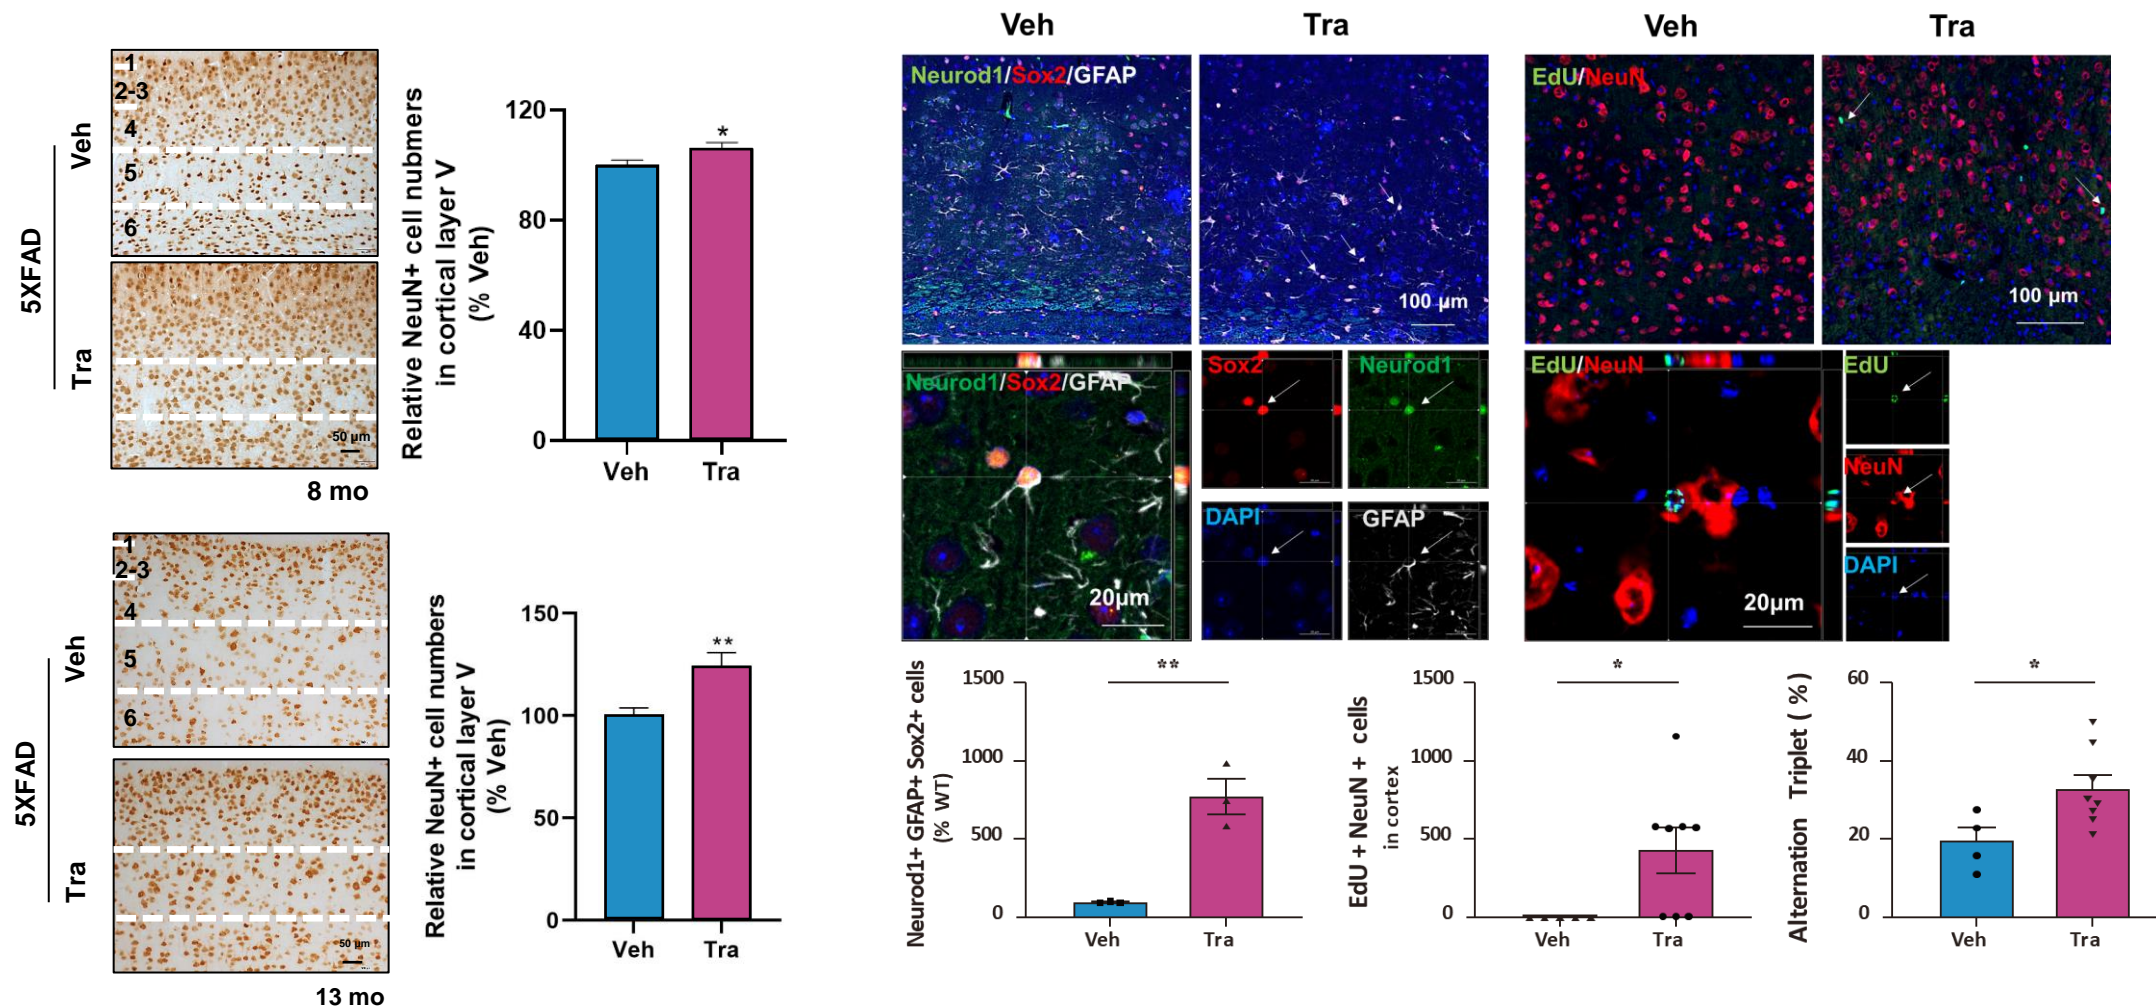 5XFAD
Veh
1
2-3
4
5
6
Tra
50 µm
8 mo
Relative NeuN+ cell nubmers
in cortical layer V
(% Veh)
120
80
40
0
*
Veh
Tra
5XFAD
Veh
1
2-3
4
5
6
Tra
50 µm
13 mo
Relative NeuN+ cell numbers
in cortical layer V
(% Veh)
150
100
50
0
**
Veh
Tra
Veh
Tra
Neurod1/Sox2/GFAP
100 µm
Neurod1/Sox2/GFAP
20µm
Sox2
Neurod1
DAPI
GFAP
Veh
Tra
EdU/NeuN
100 µm
EdU/NeuN
20µm
EdU
NeuN
DAPI
Neurod1+ GFAP+ Sox2+ cells
(% WT)
1500
1000
500
0
**
Veh
Tra
EdU + NeuN + cells
in cortex
1500
1000
500
0
*
Veh
Tra
Alternation Triplet ( %)
60
40
20
0
*
Veh
Tra